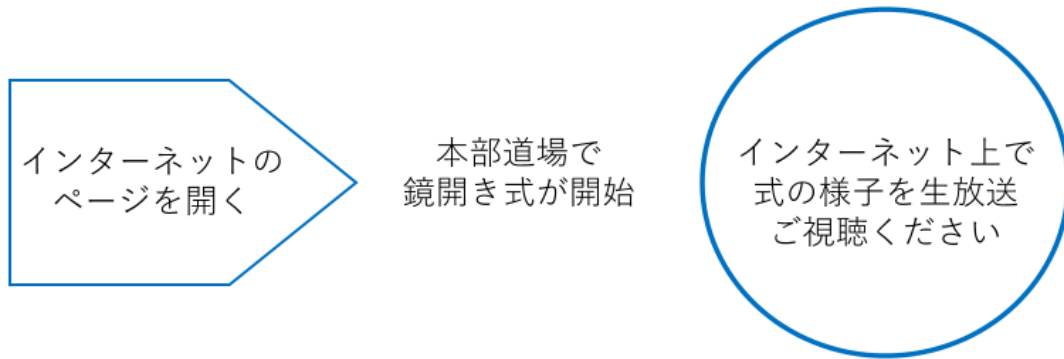 インターネットの
ページを開く
本部道場で
鏡開き式が開始
インターネット上で
式の様子を生放送
ご視聴ください